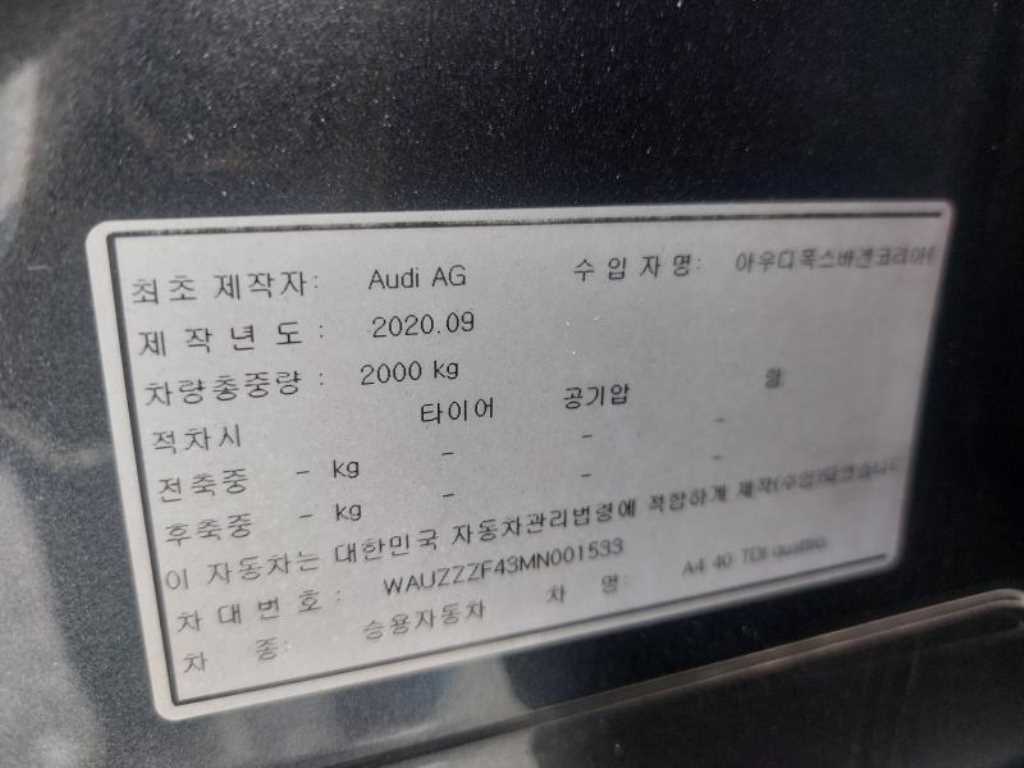 최초 제작자: Audi AG 수 입 자 명: 아우디폭스바겐코리아
제 작 년 도 : 2020.09
차량총중량 : 2000 kg
적차시 타이어 공기압 림
전축중 - kg - - -
후축중 - kg - - -
이 자동차는 대한민국 자동차관리법령에 적합하게 제작(수입)되었습니다
차 대 번 호 : WAUZZZF43MN001533
차 종: 승용자동차 차 명: A4 40 TDI quattro